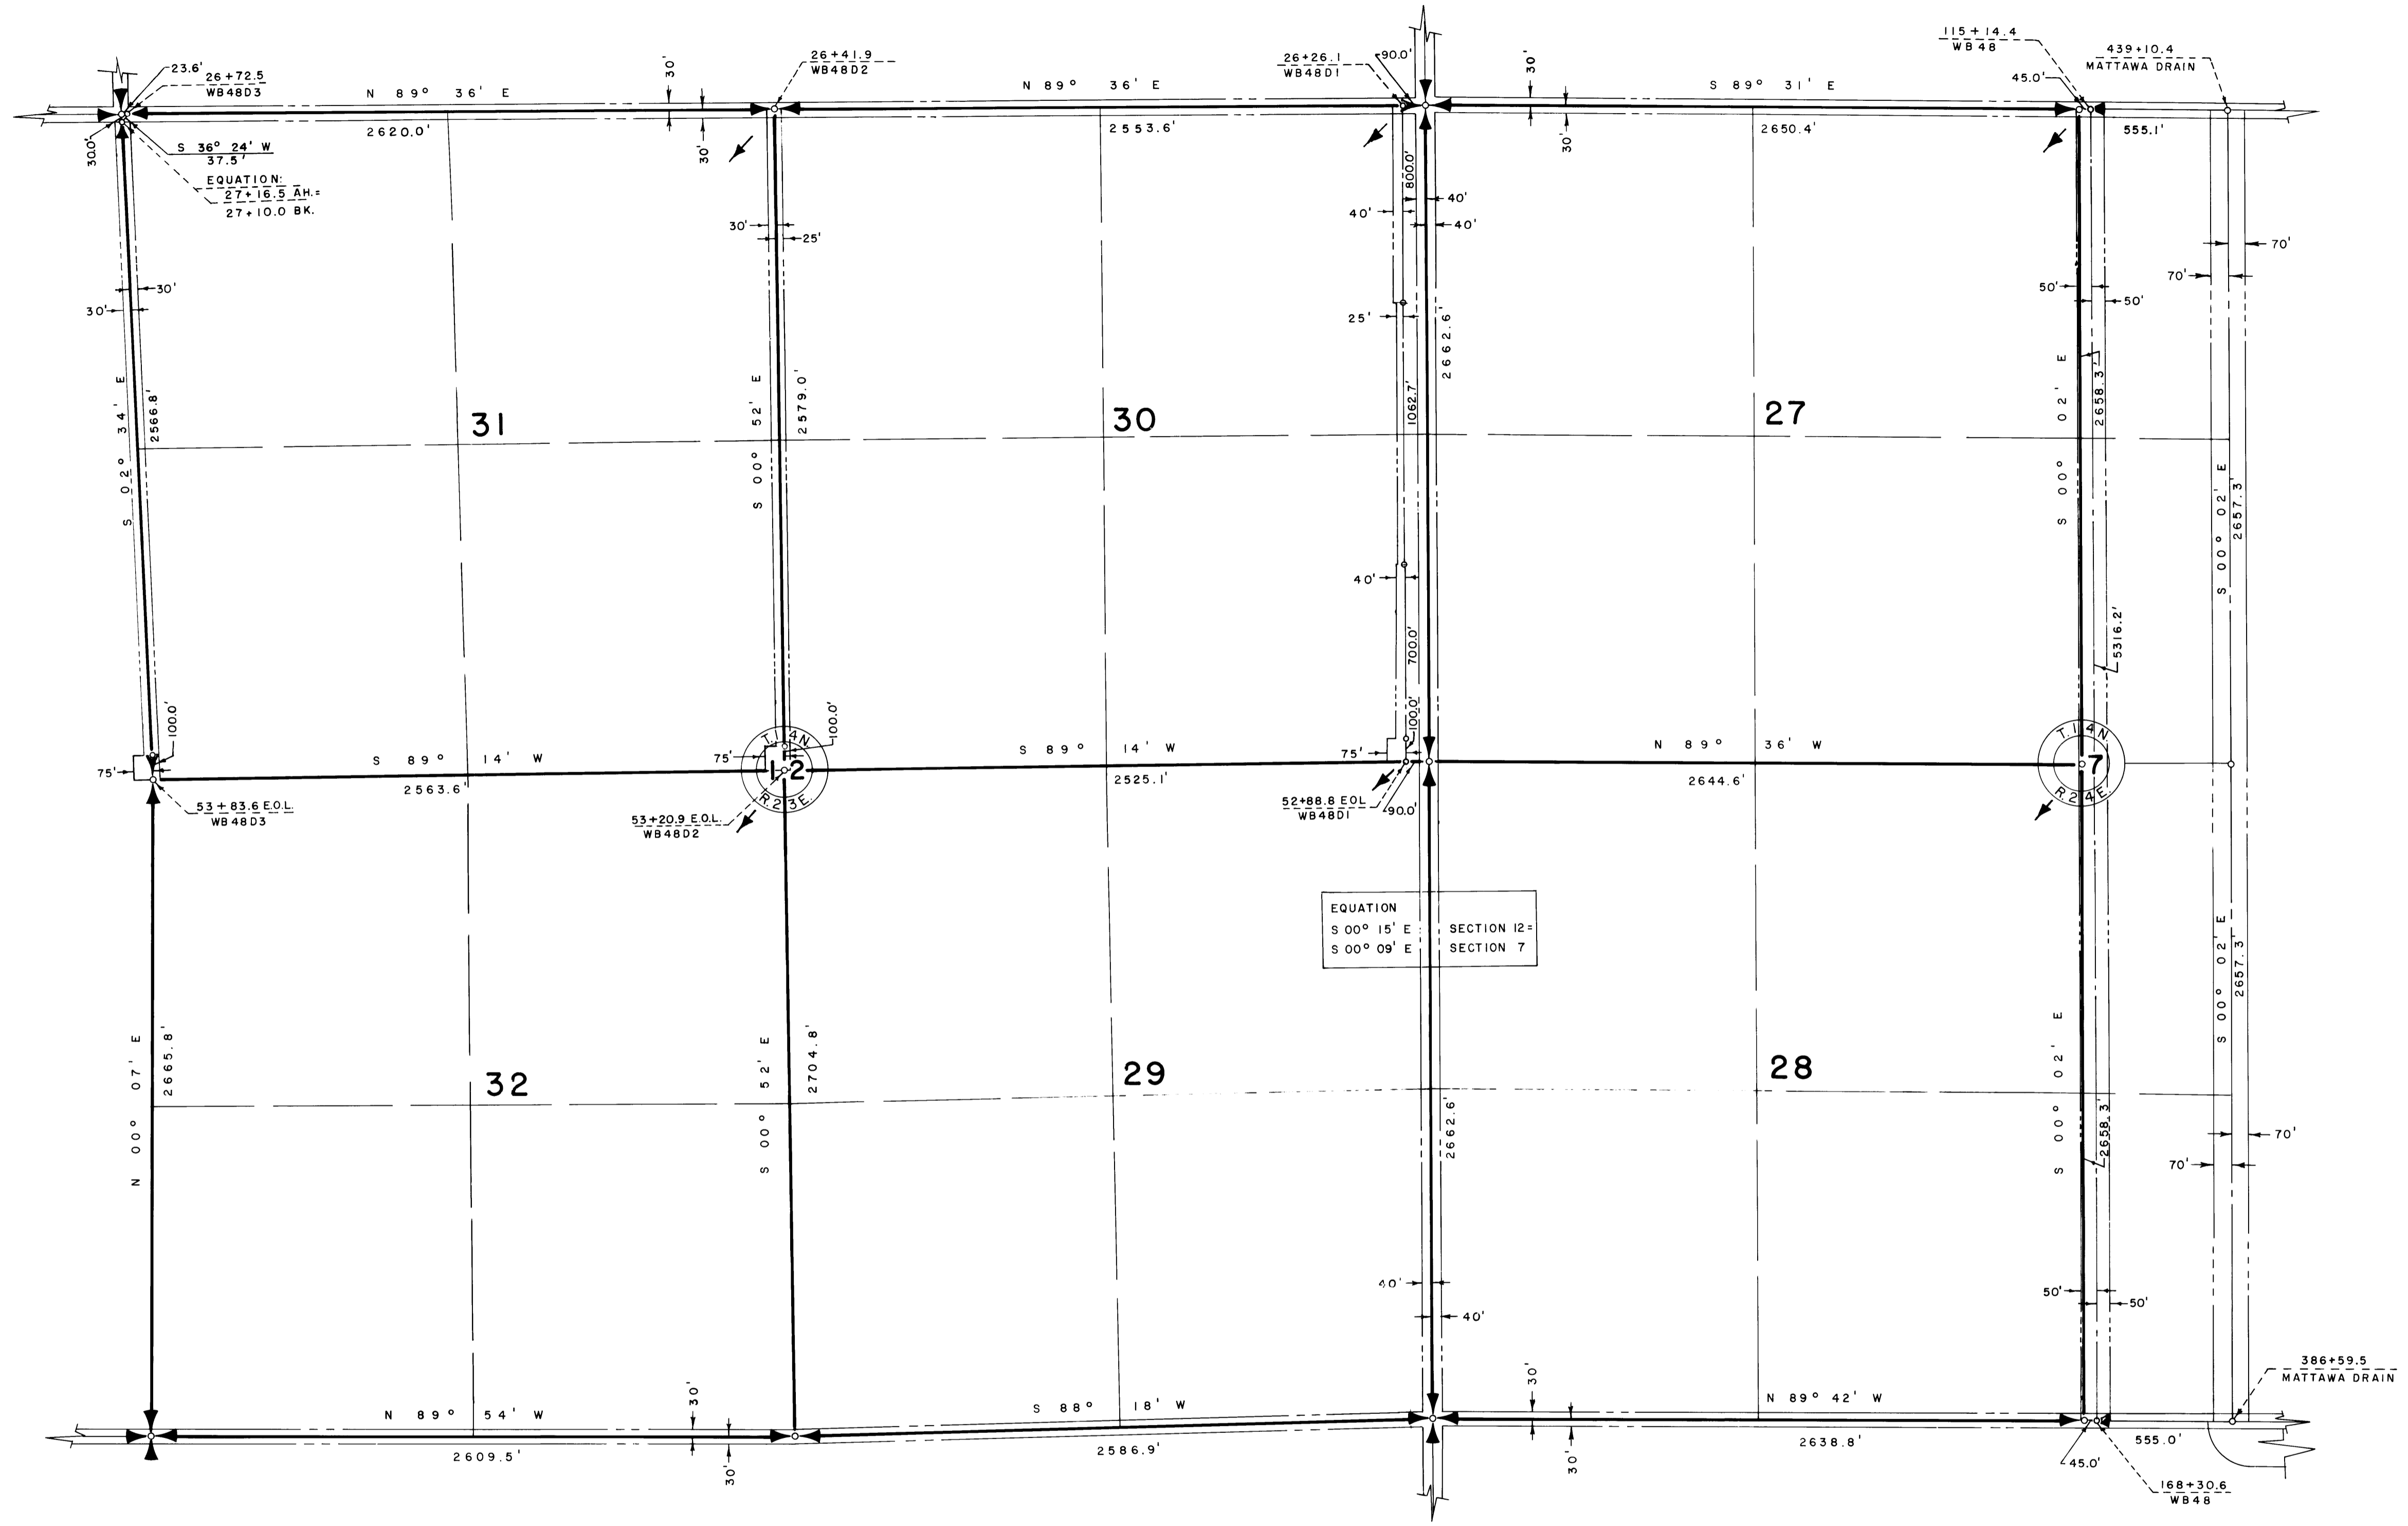 23.6'
26+72.5
WB48D3
N 89° 36' E
30'
26+41.9
WB48D2
N 89° 36' E
26+26.1
WB48D1
90.0'
30'
S 89° 31' E
115+14.4
WB 48
45.0'
439+10.4
MATTAWA DRAIN
30.0'
2620.0'
30'
2553.6'
30'
2650.4'
555.1'
S 36° 24' W
37.5'
EQUATION:
27+16.5 AH.=
27+10.0 BK.
800.0'
40'
40'
40'
30'
25'
70'
70'
30'
30'
50'
50'
25'
2662.6'
S 02° 34' E
2566.8'
31
S 00° 52' E
2579.0'
30
1062.7'
27
S 00° 02' E
2658.3'
S 00° 02' E
2657.3'
40'
5316.2'
700.0'
100.0'
75'
S 89° 14' W
2563.6'
75'
100.0'
T.14N
12
R.23E.
S 89° 14' W
2525.1'
75'
100.0'
N 89° 36' W
2644.6'
T.14N
7
R.24E.
53+83.6 E.O.L.
WB48D3
53+20.9 E.O.L.
WB48D2
52+88.8 EOL
WB48D1
90.0'
EQUATION
S 00° 15' E SECTION 12=
S 00° 09' E SECTION 7
N 00° 07' E
2665.8'
32
S 00° 52' E
2704.8'
29
2662.6'
28
S 00° 02' E
2658.3'
S 00° 02' E
2657.3'
70'
70'
40'
40'
50'
50'
N 89° 54' W
2609.5'
30'
30'
S 88° 18' W
2586.9'
30'
30'
N 89° 42' W
2638.8'
45.0'
555.0'
386+59.5
MATTAWA DRAIN
168+30.6
WB48